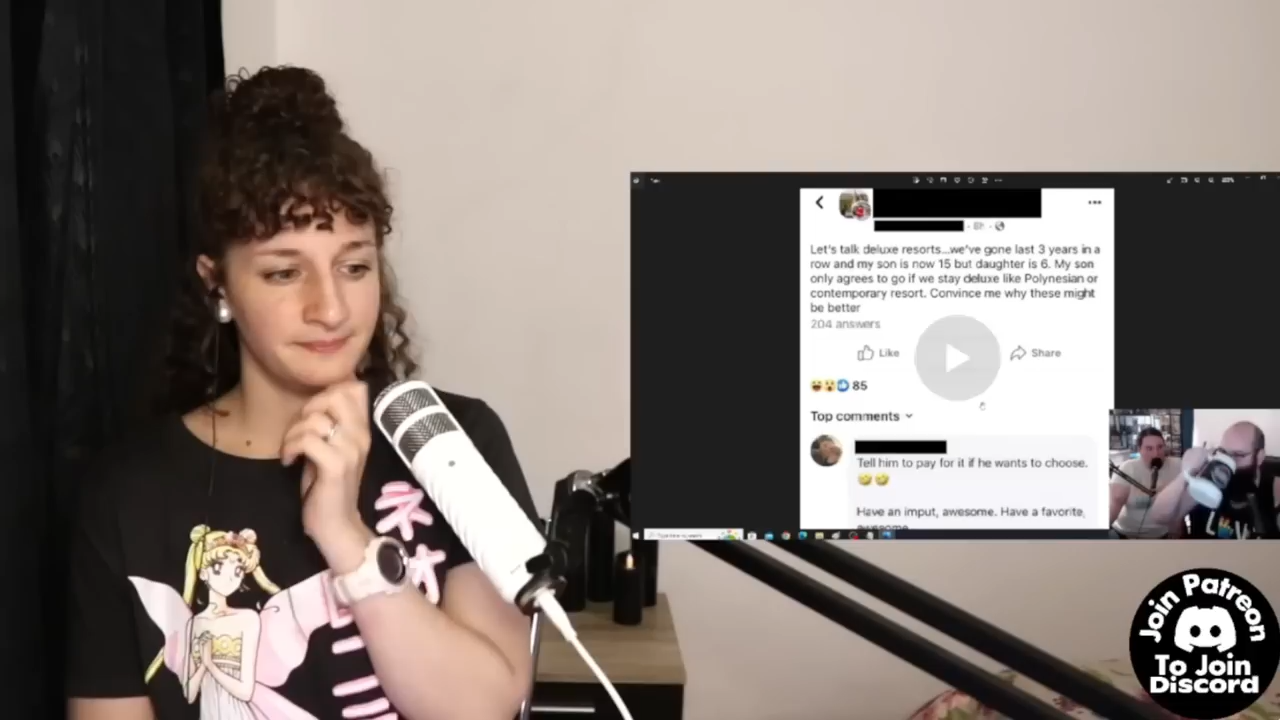 Let's talk deluxe resorts...we've gone last 3 years in a
row and my son is now 15 but daughter is 6. My son
only agrees to go if we stay deluxe like Polynesian or
contemporary resort. Convince me why these might
be better
204 answers
Like
Share
85
Top comments
Tell him to pay for it if he wants to choose.
Have an imput, awesome. Have a favorite,
awesome
ネオ
Join Patreon
To Join
Discord